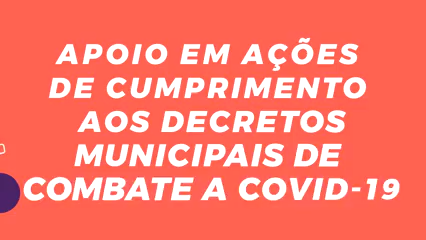 APOIO EM AÇÕES
DE CUMPRIMENTO
AOS DECRETOS
MUNICIPAIS DE
COMBATE A COVID-19